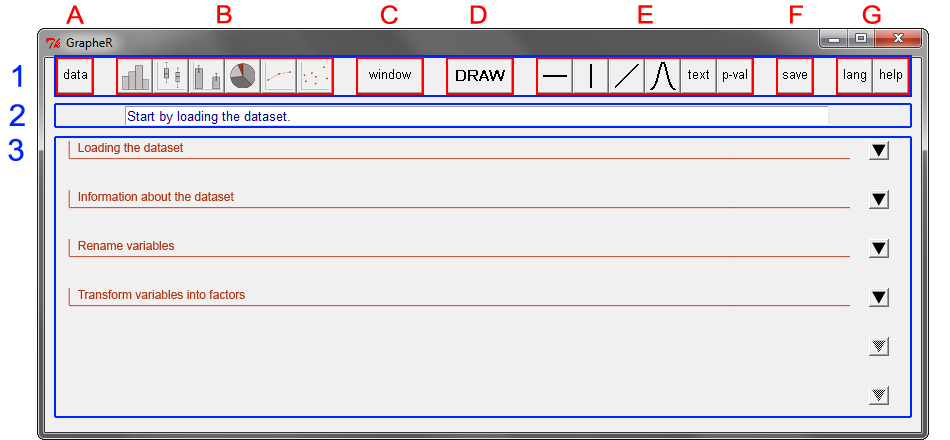 A B C D E F G
GrapheR
1 data window DRAW text p-val save lang help
2 Start by loading the dataset.
3
Loading the dataset
Information about the dataset
Rename variables
Transform variables into factors